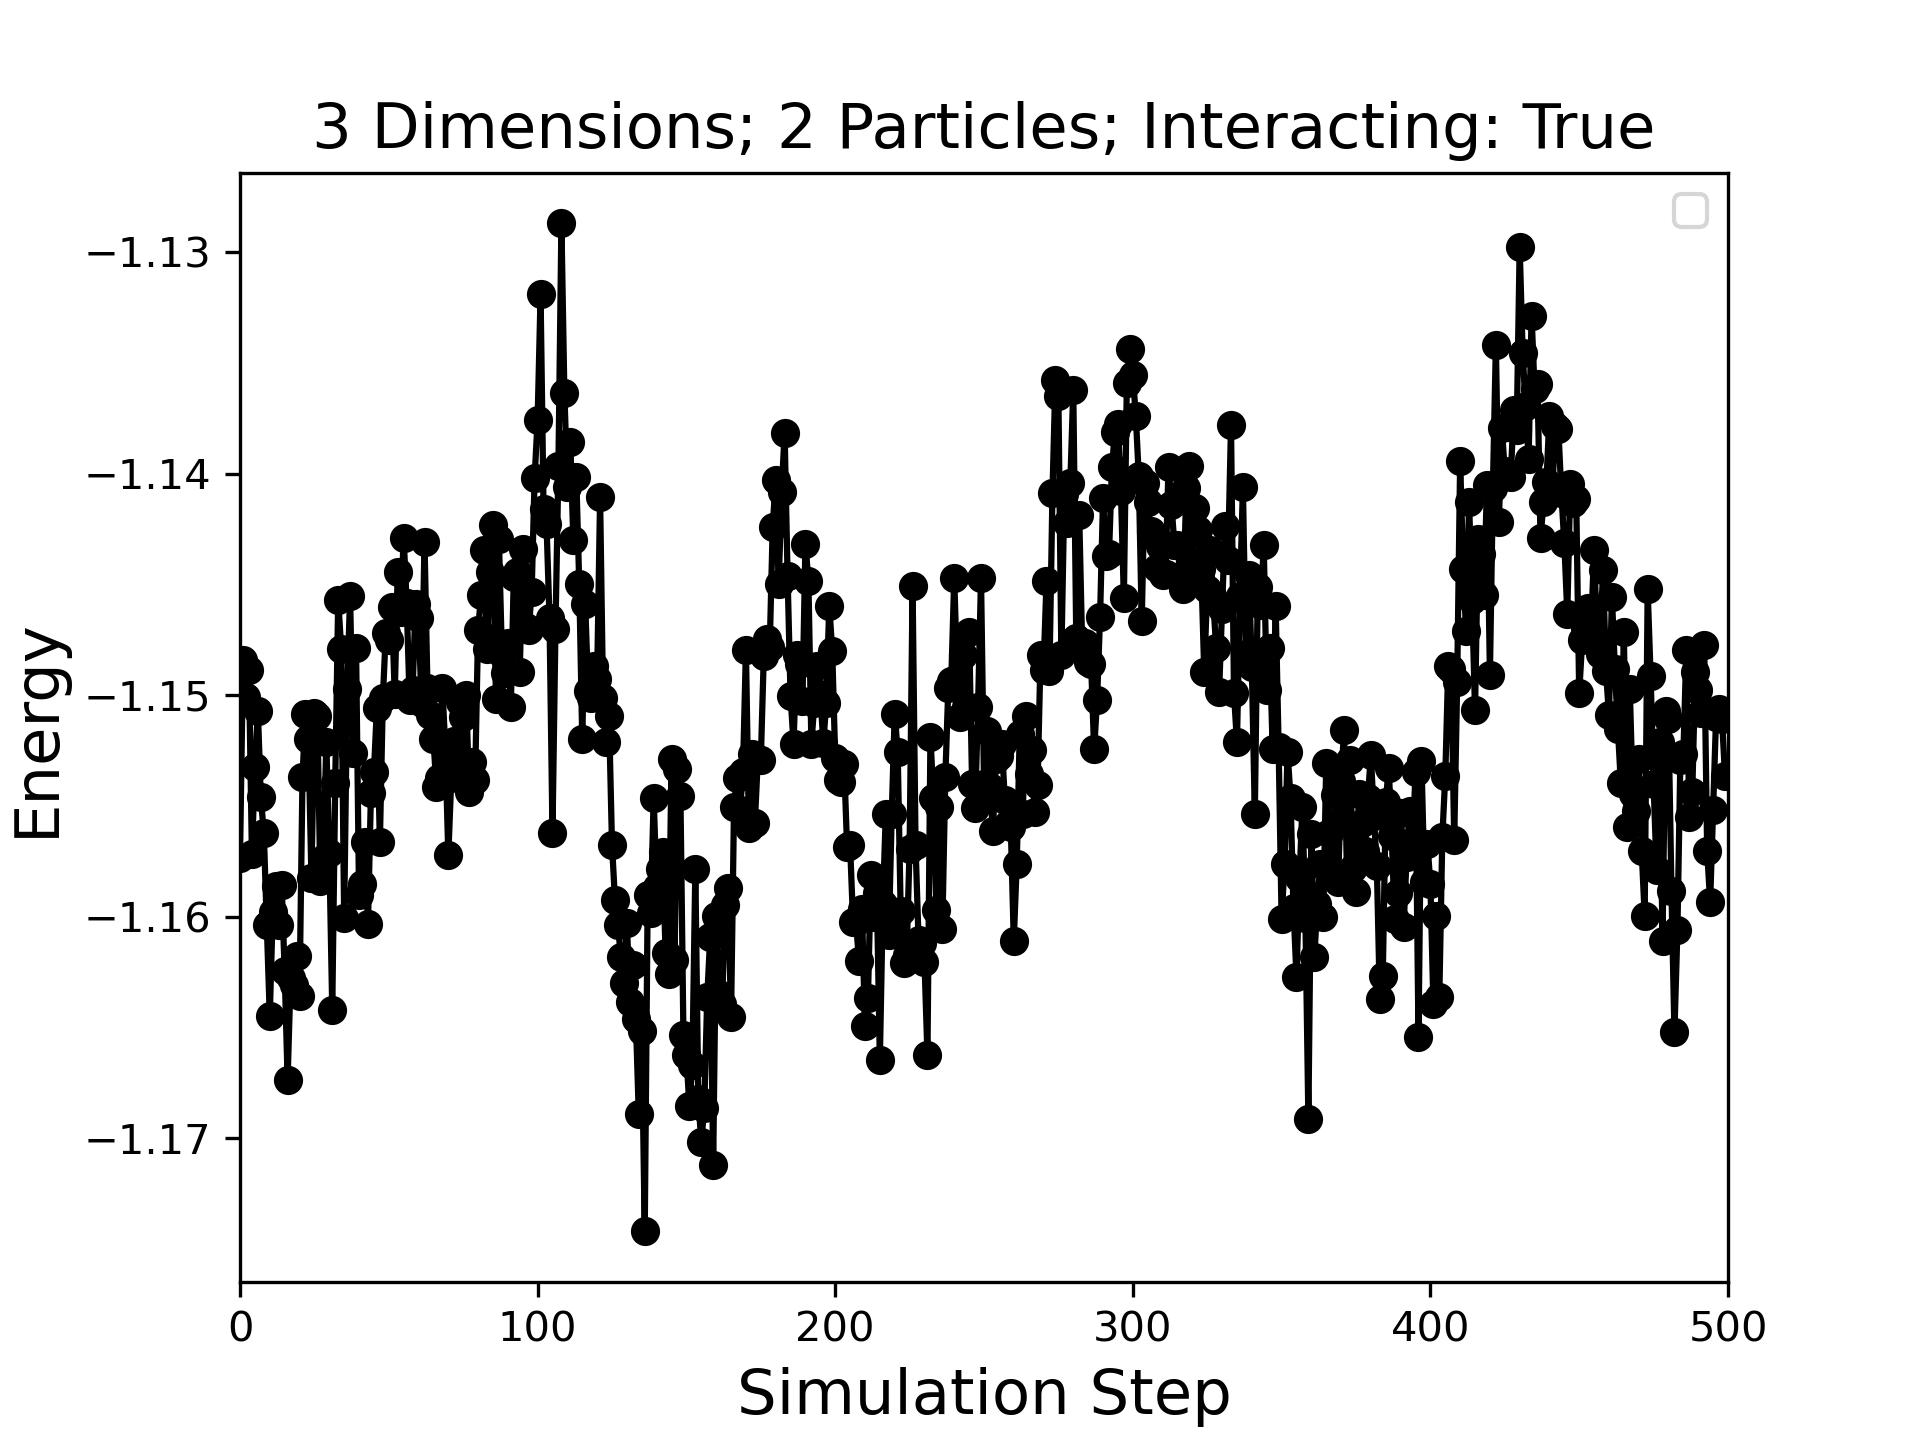 3 Dimensions; 2 Particles; Interacting: True
Energy
−1.13
−1.14
−1.15
−1.16
−1.17
0 100 200 300 400 500
Simulation Step